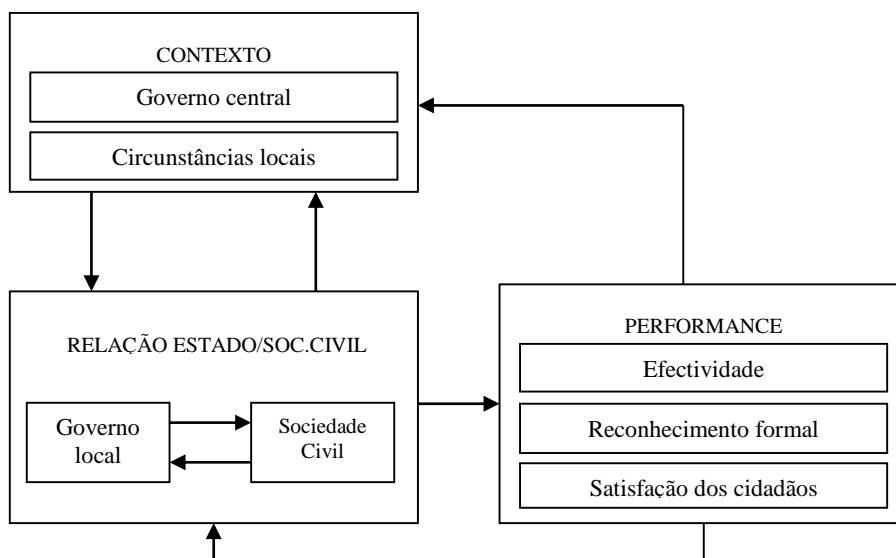 CONTEXTO
Governo central
Circunstâncias locais
RELAÇÃO ESTADO/SOC.CIVIL
Governo
local
Sociedade
Civil
PERFORMANCE
Efectividade
Reconhecimento formal
Satisfação dos cidadãos